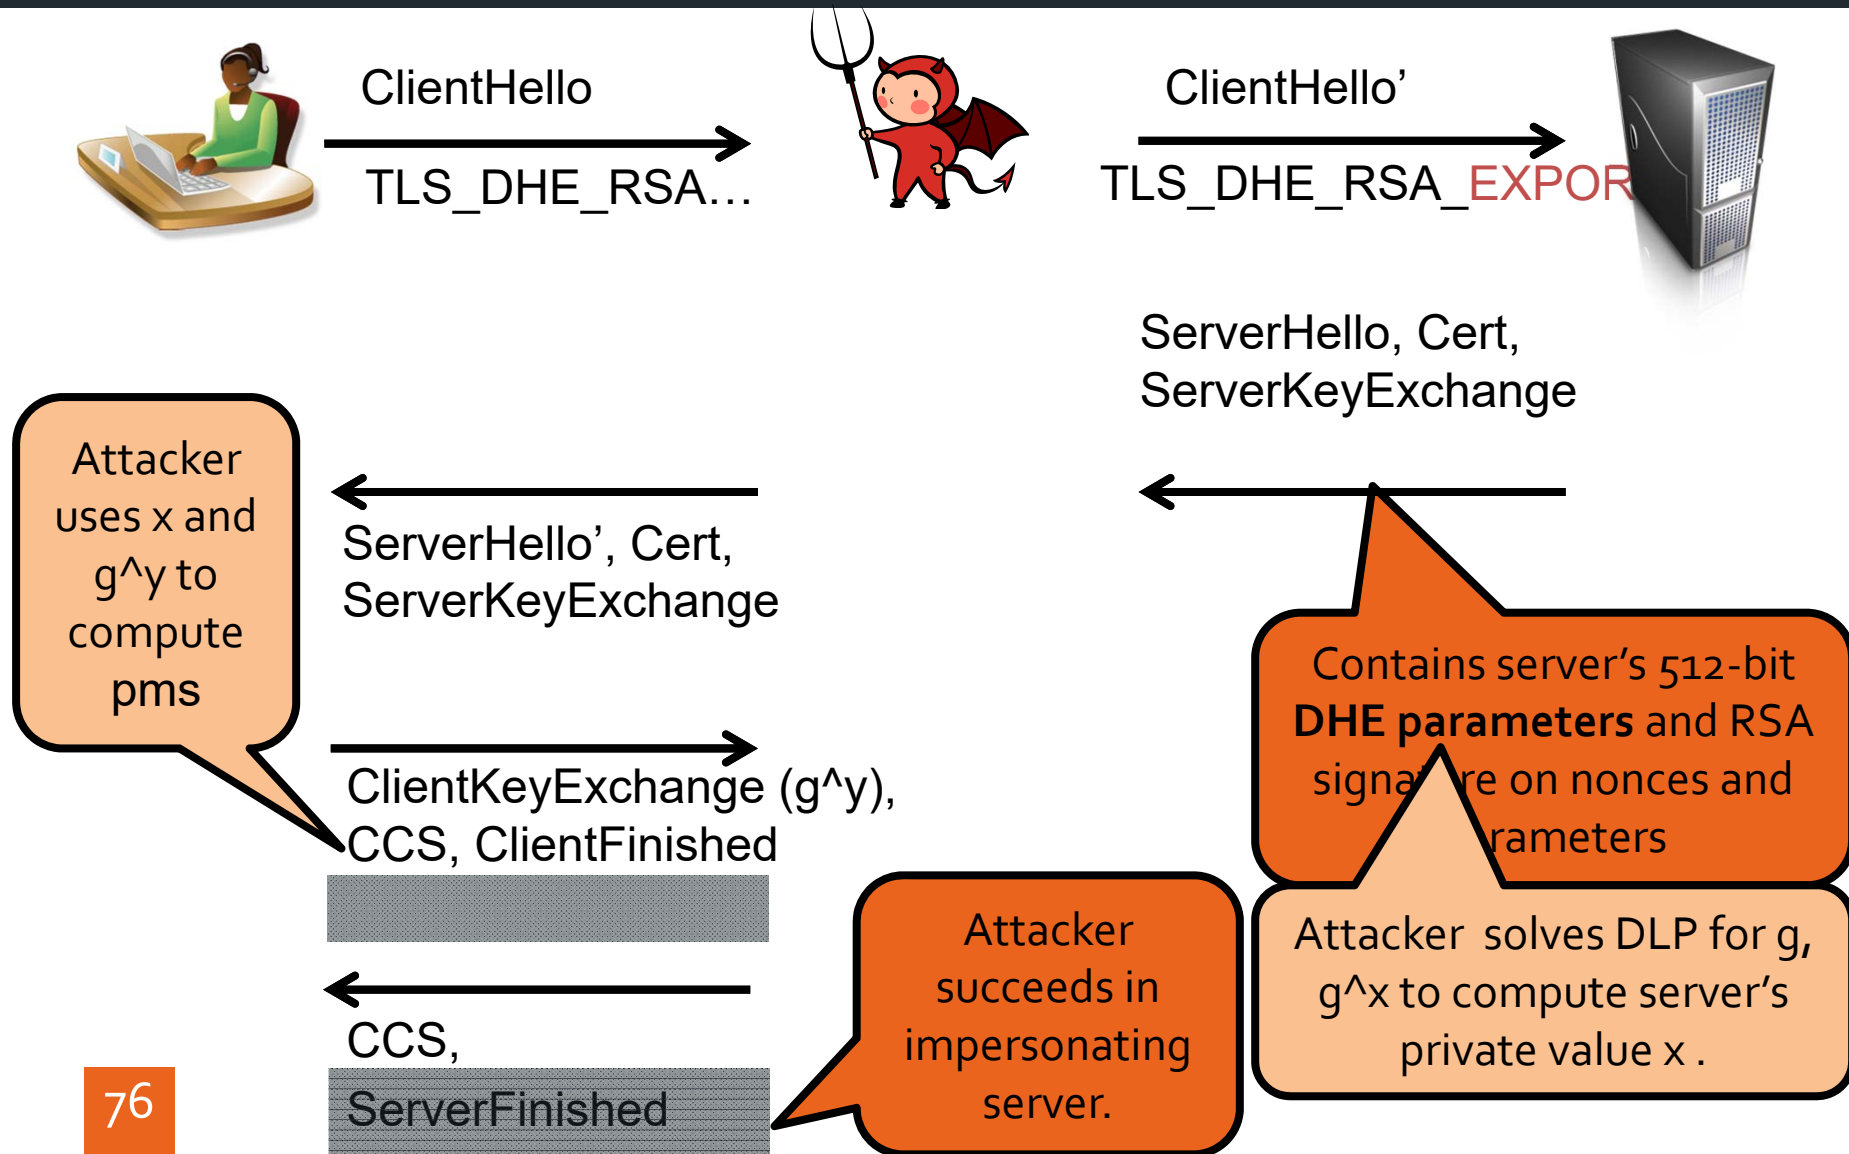 ClientHello
TLS_DHE_RSA...
ClientHello’
TLS_DHE_RSA_EXPOR
ServerHello, Cert,
ServerKeyExchange
Attacker
uses x and
g^y to
compute
pms
ServerHello’, Cert,
ServerKeyExchange
Contains server’s 512-bit
DHE parameters and RSA
re on nonces and
rameters
ClientKeyExchange (g^y),
CCS, ClientFinished
Attacker solves DLP for g,
g^x to compute server’s
private value x .
Attacker
succeeds in
impersonating
server.
CCS,
ServerFinished
76